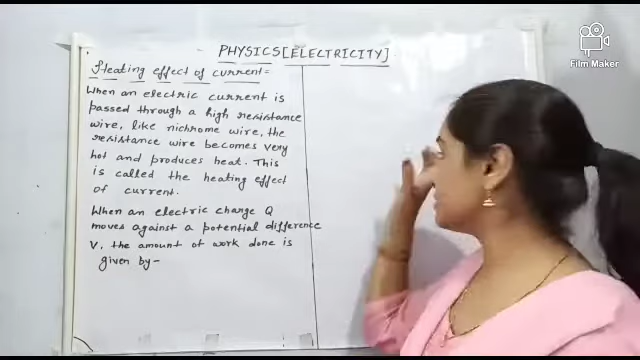 PHYSICS[ELECTRICITY]
Heating effect of current=
When an electric current is
passed through a high resistance
wire, like nichrome wire, the
resistance wire becomes very
hot and produces heat. This
is called the heating effect
of current.
When an electric change Q
moves against a potential difference
V, the amount of work done is
given by-
Film Maker